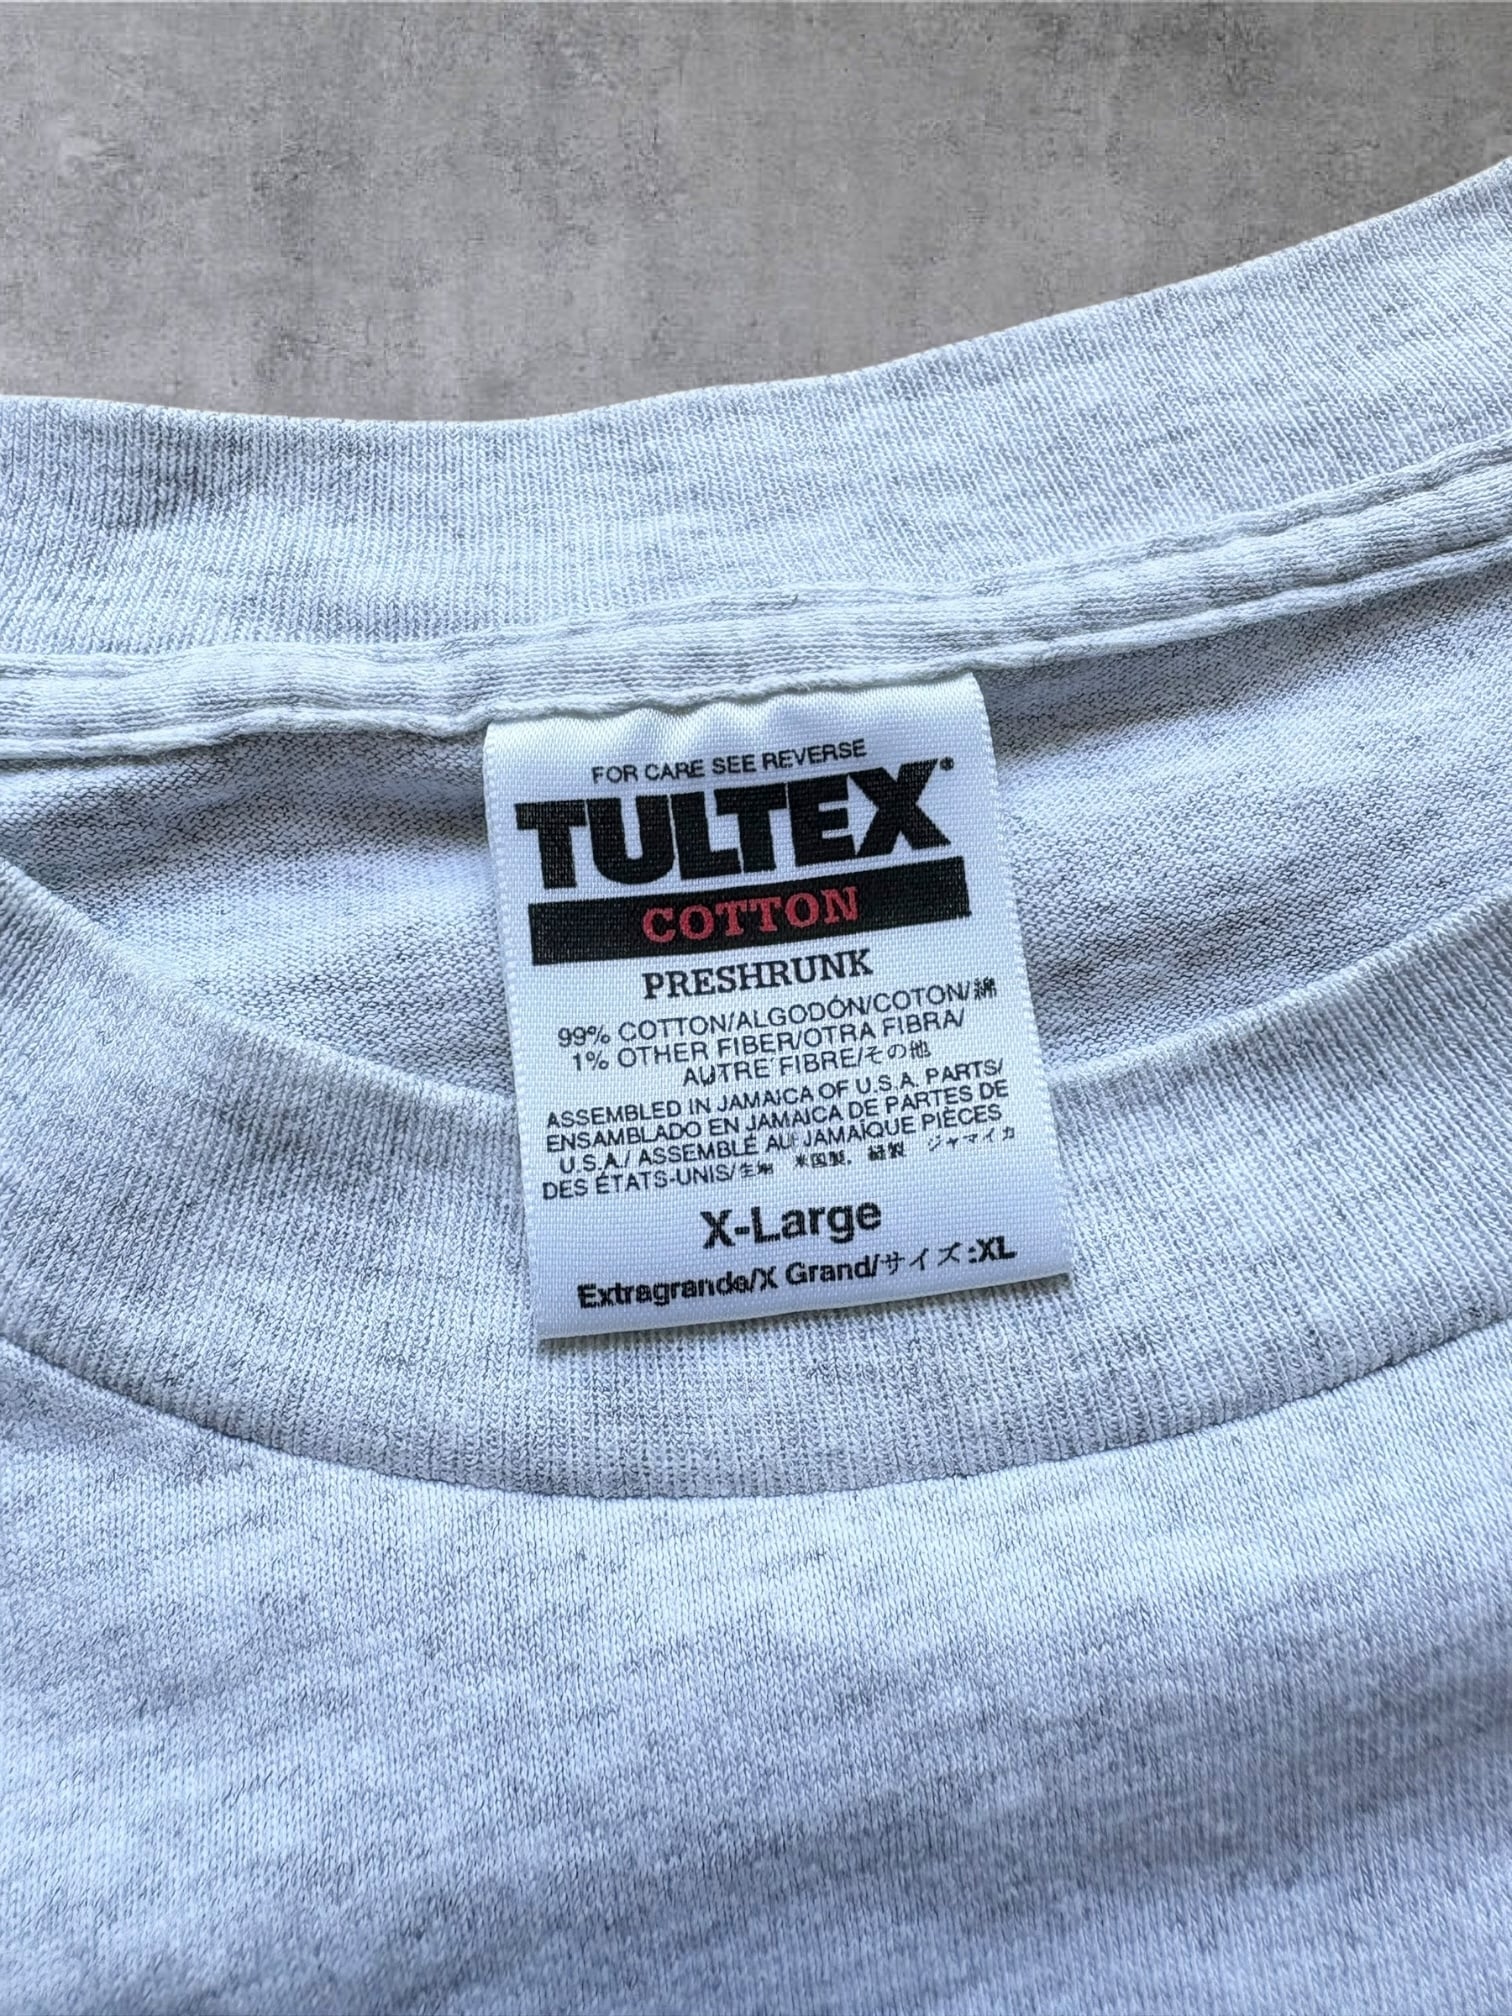 FOR CARE SEE REVERSE
TULTEX®
COTTON
PRESHRUNK
99% COTTON/ALGODÓN/COTON/綿
1% OTHER FIBER/OTRA FIBRA/
AUTRE FIBRE/その他
ASSEMBLED IN JAMAICA OF U.S.A. PARTS/
ENSAMBLADO EN JAMAICA DE PARTES DE
U.S.A./ ASSEMBLÉ AU JAMAÏQUE PIÈCES
DES ÉTATS-UNIS/生地 米国製, 縫製 ジャマイカ
X-Large
Extragrande/X Grand/サイズ:XL